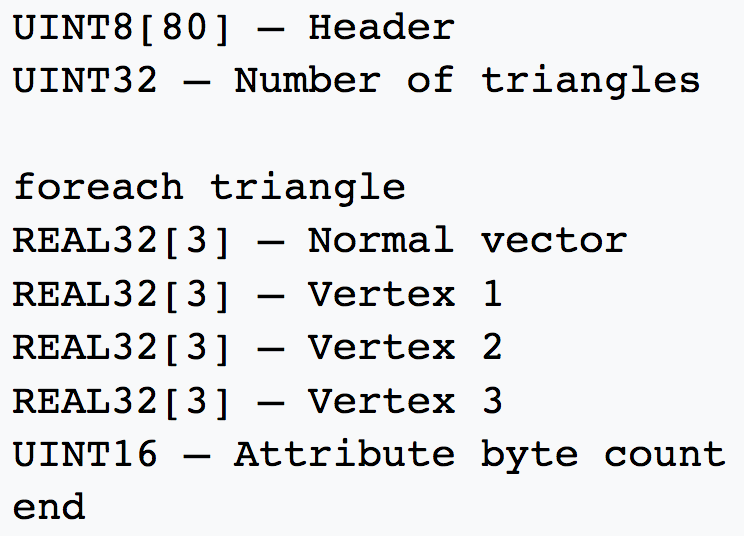 UINT8[80] – Header
UINT32 – Number of triangles
foreach triangle
REAL32[3] – Normal vector
REAL32[3] – Vertex 1
REAL32[3] – Vertex 2
REAL32[3] – Vertex 3
UINT16 – Attribute byte count
end